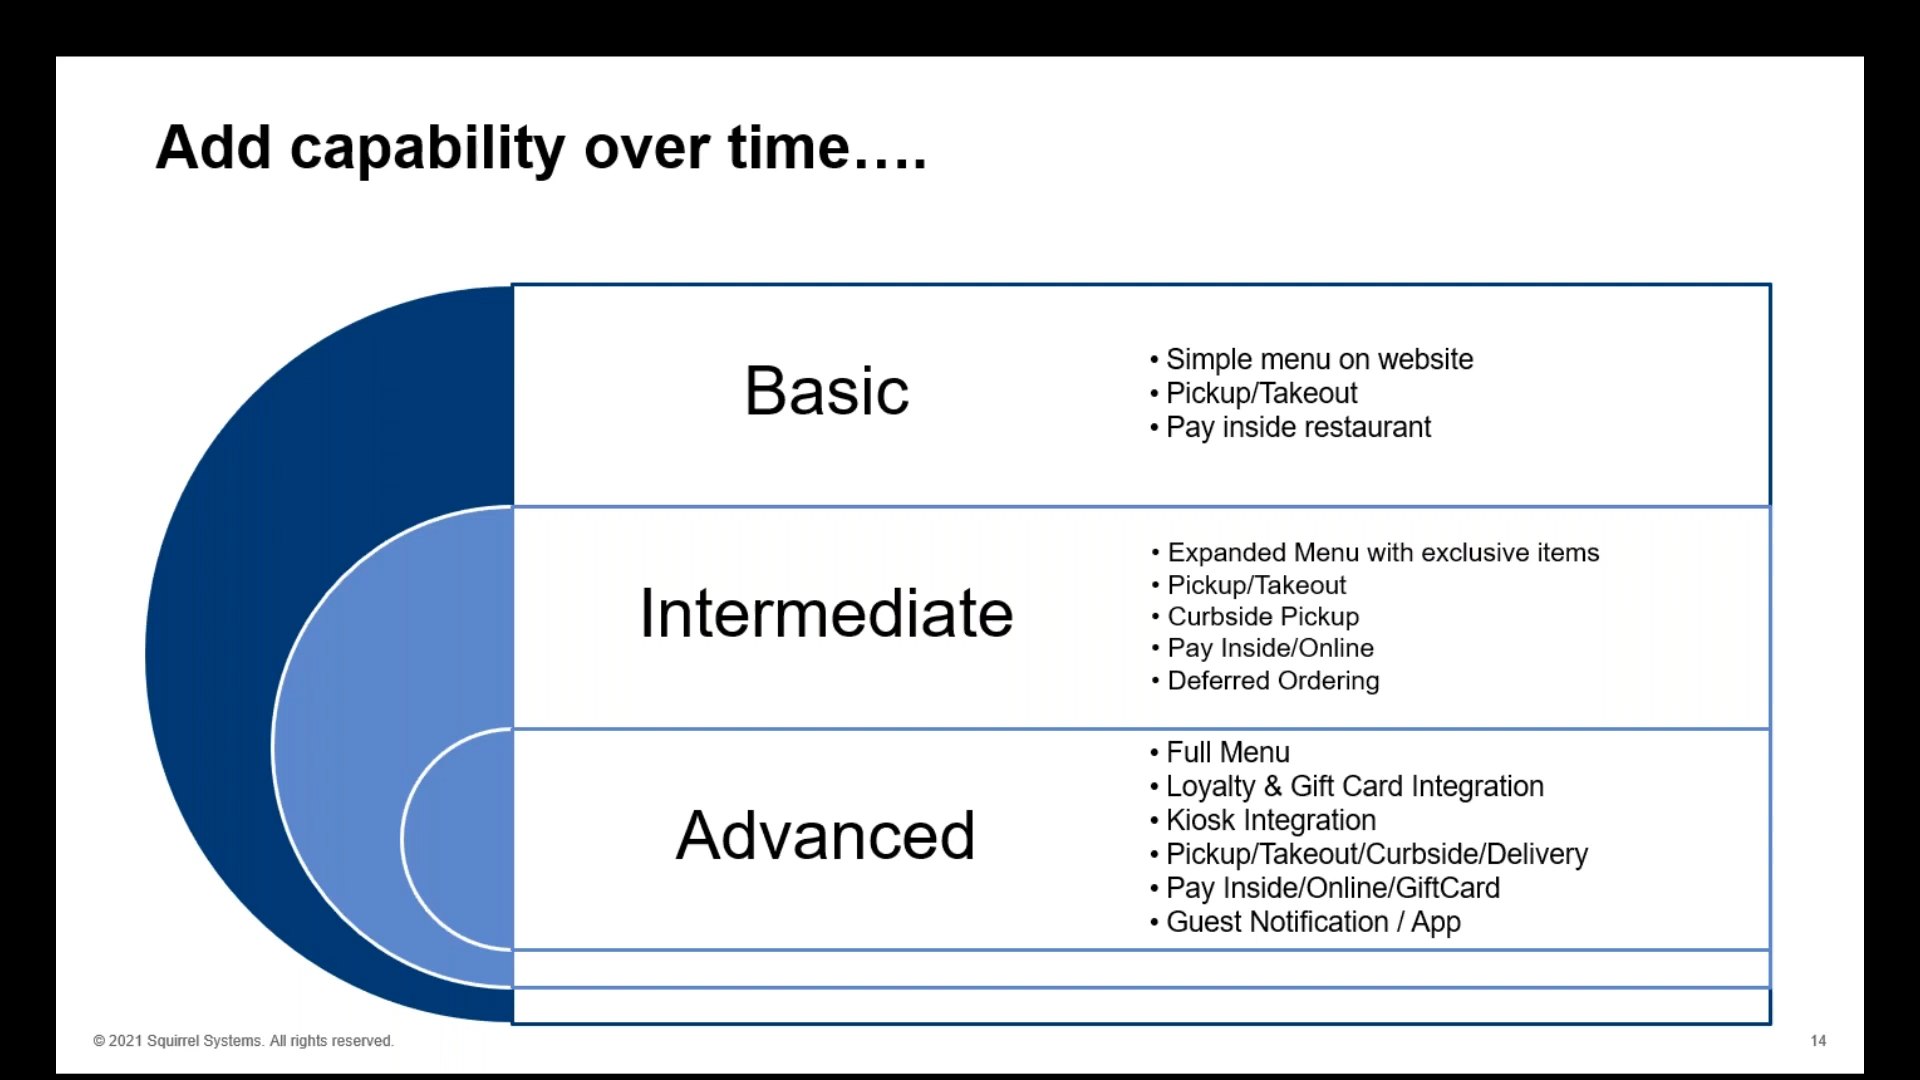 Add capability over time….
Basic
• Simple menu on website
• Pickup/Takeout
• Pay inside restaurant
Intermediate
• Expanded Menu with exclusive items
• Pickup/Takeout
• Curbside Pickup
• Pay Inside/Online
• Deferred Ordering
Advanced
• Full Menu
• Loyalty & Gift Card Integration
• Kiosk Integration
• Pickup/Takeout/Curbside/Delivery
• Pay Inside/Online/GiftCard
• Guest Notification / App
© 2021 Squirrel Systems. All rights reserved.
14